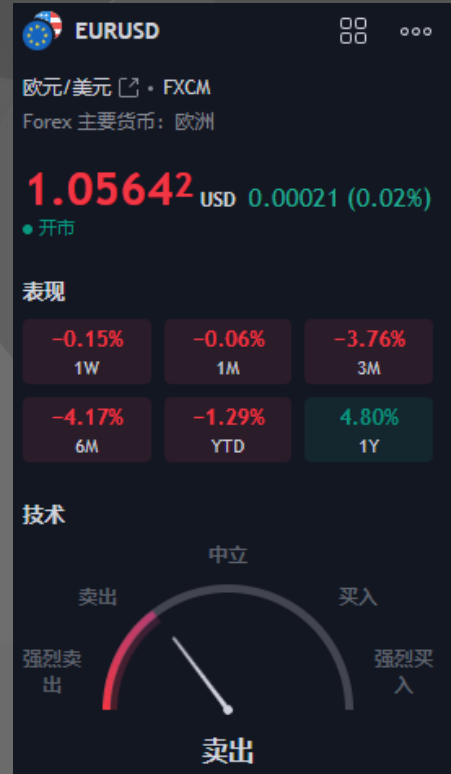 EURUSD
欧元/美元 • FXCM
Forex 主要货币：欧洲
1.05642 USD 0.00021 (0.02%)
开市
表现
−0.15% −0.06% −3.76%
1W 1M 3M
−4.17% −1.29% 4.80%
6M YTD 1Y
技术
中立
卖出 买入
强烈卖 强烈买
出 入
卖出